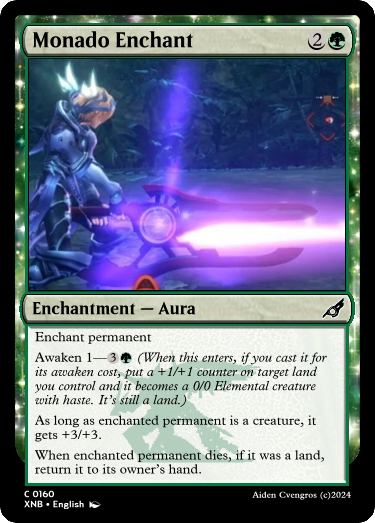 Monado Enchant 2
Enchantment — Aura
Enchant permanent
Awaken 1—3 (When this enters, if you cast it for
its awaken cost, put a +1/+1 counter on target
land you control and it becomes a 0/0 Elemental creature
with haste. It's still a land.)
As long as enchanted permanent is a creature, it
gets +3/+3.
When enchanted permanent dies, if it was a land,
return it to its owner's hand.
C 0160
XNB • English
Aiden Cvengros (c)2024